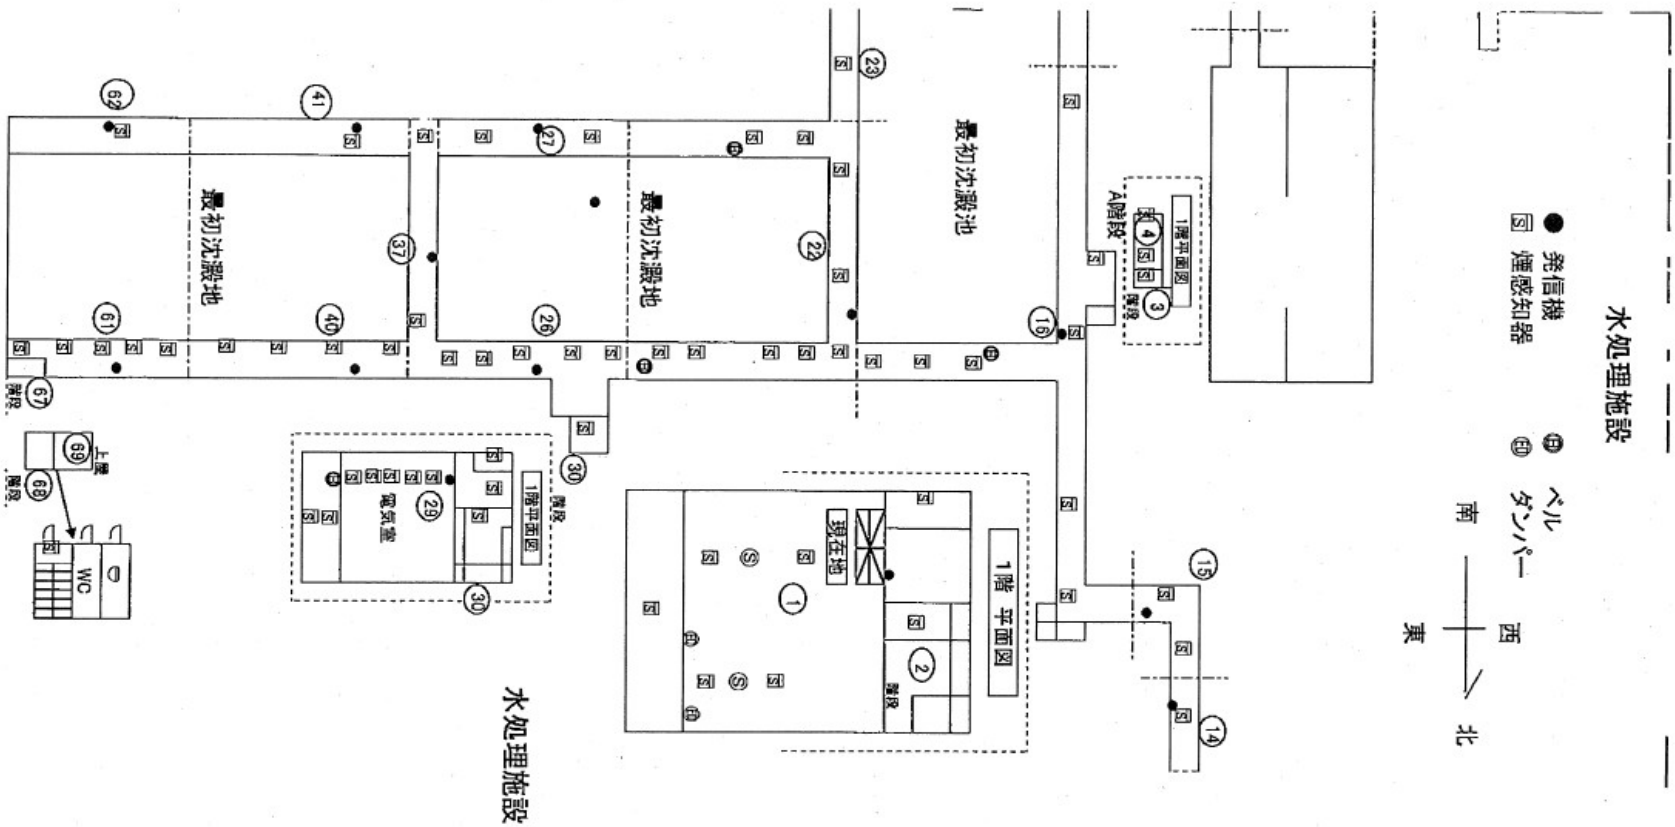 水処理施設
● 発信機
S 煙感知器
B ベル
ED ダンパー
南
西
東
北
62
41
27
23
最初沈澱池
A階段
1階平面図
4
3
階段
16
最初沈澱地
37
最初沈澱地
22
61
40
26
67
階段
上屋
69
68
階段
WC
30
電気室
29
1階平面図
階段
30
現在地
1
1階 平面図
2
階段
15
14
水処理施設